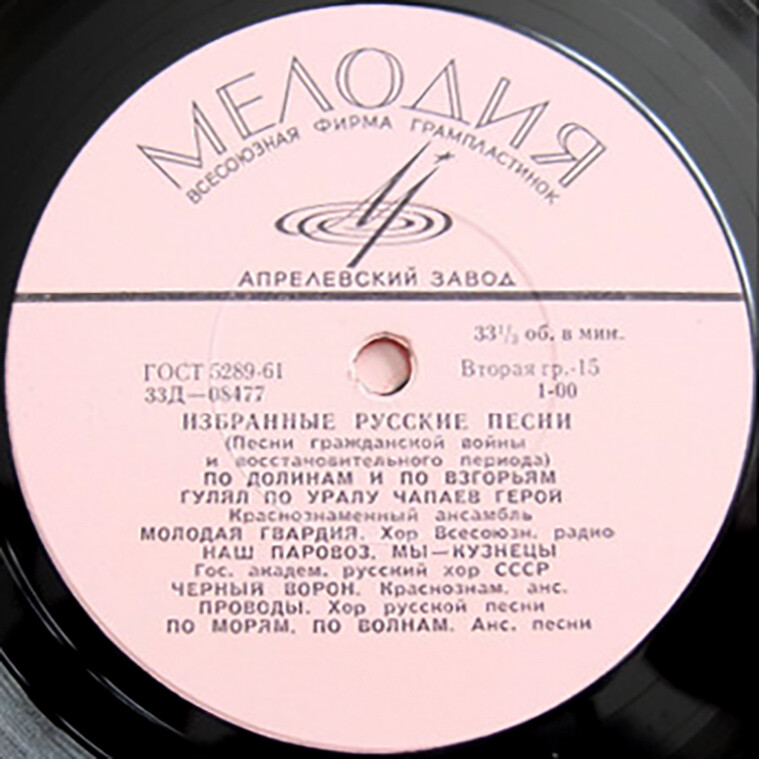 МЕЛОДИЯ
ВСЕСОЮЗНАЯ ФИРМА ГРАМПЛАСТИНОК
АПРЕЛЕВСКИЙ ЗАВОД
33⅓ об. в мин.
ГОСТ 5289-61 Вторая гр.-15
33Д—08477 1-00
ИЗБРАННЫЕ РУССКИЕ ПЕСНИ
(Песни гражданской войны
и восстановительного периода)
ПО ДОЛИНАМ И ПО ВЗГОРЬЯМ
ГУЛЯЛ ПО УРАЛУ ЧАПАЕВ ГЕРОЙ
Краснознаменный ансамбль
МОЛОДАЯ ГВАРДИЯ. Хор Всесоюзн. радио
НАШ ПАРОВОЗ. МЫ—КУЗНЕЦЫ
Гос. академ. русский хор СССР
ЧЕРНЫЙ ВОРОН. Краснознам. анс.
ПРОВОДЫ. Хор русской песни
ПО МОРЯМ, ПО ВОЛНАМ. Анс. песни